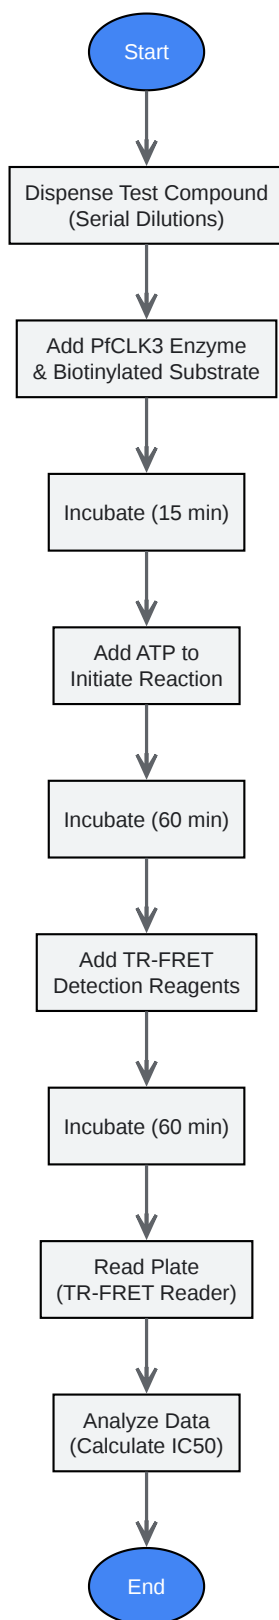 Start
Dispense Test Compound
(Serial Dilutions)
Add PfCLK3 Enzyme
& Biotinylated Substrate
Incubate (15 min)
Add ATP to
Initiate Reaction
Incubate (60 min)
Add TR-FRET
Detection Reagents
Incubate (60 min)
Read Plate
(TR-FRET Reader)
Analyze Data
(Calculate IC50)
End